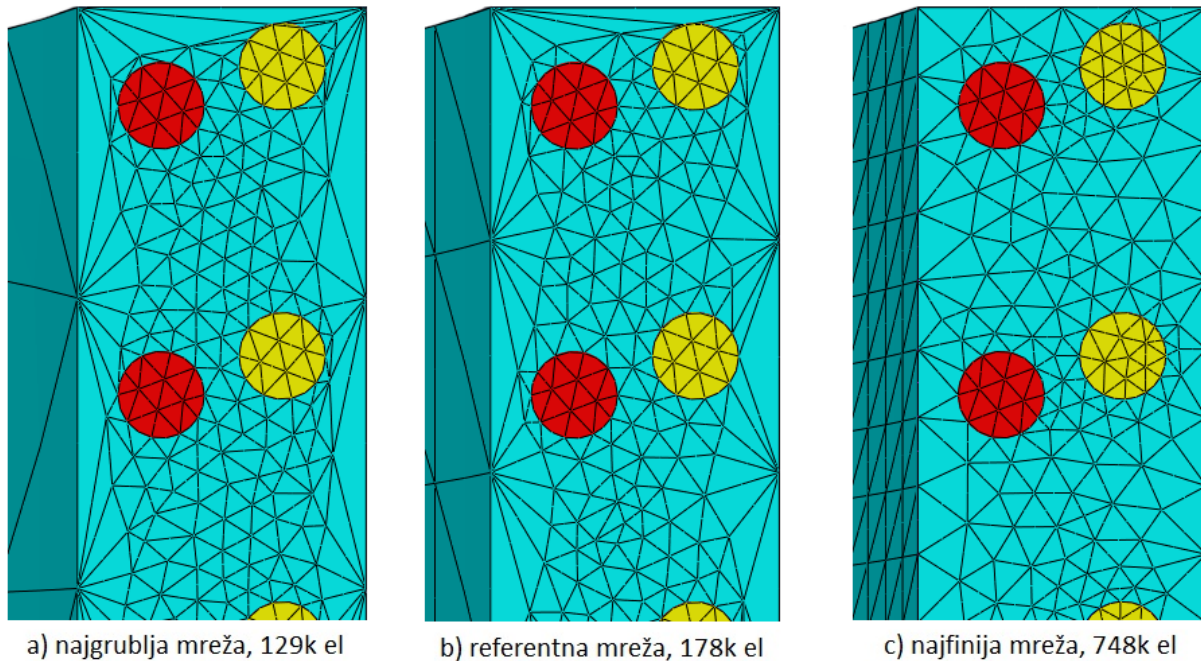 a) najgrublja mreža, 129k el
b) referentna mreža, 178k el
c) najfinija mreža, 748k el